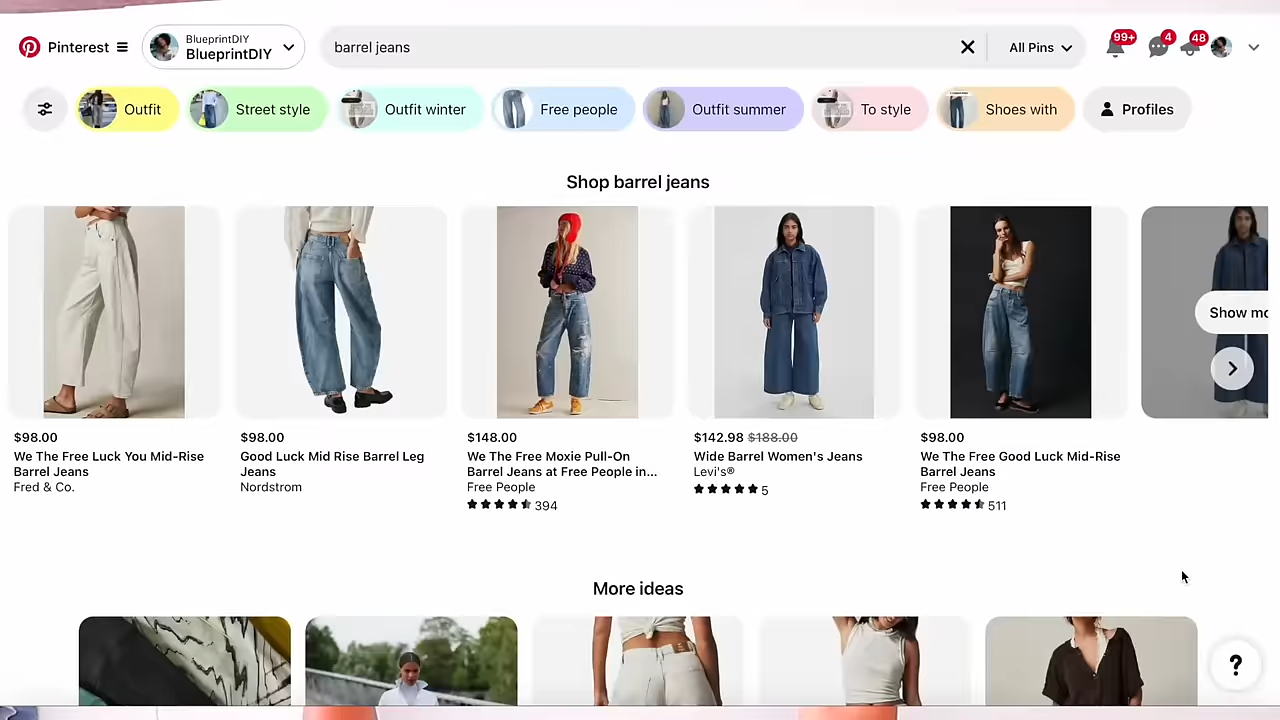 Pinterest
BlueprintDIY
BlueprintDIY
barrel jeans
All Pins
99+
4
48
Outfit
Street style
Outfit winter
Free people
Outfit summer
To style
Shoes with
Profiles
Shop barrel jeans
Show mo
$98.00
We The Free Luck You Mid-Rise
Barrel Jeans
Fred & Co.
$98.00
Good Luck Mid Rise Barrel Leg
Jeans
Nordstrom
$148.00
We The Free Moxie Pull-On
Barrel Jeans at Free People in...
Free People
394
$142.98 $188.00
Wide Barrel Women's Jeans
Levi's®
5
$98.00
We The Free Good Luck Mid-Rise
Barrel Jeans
Free People
511
More ideas
?